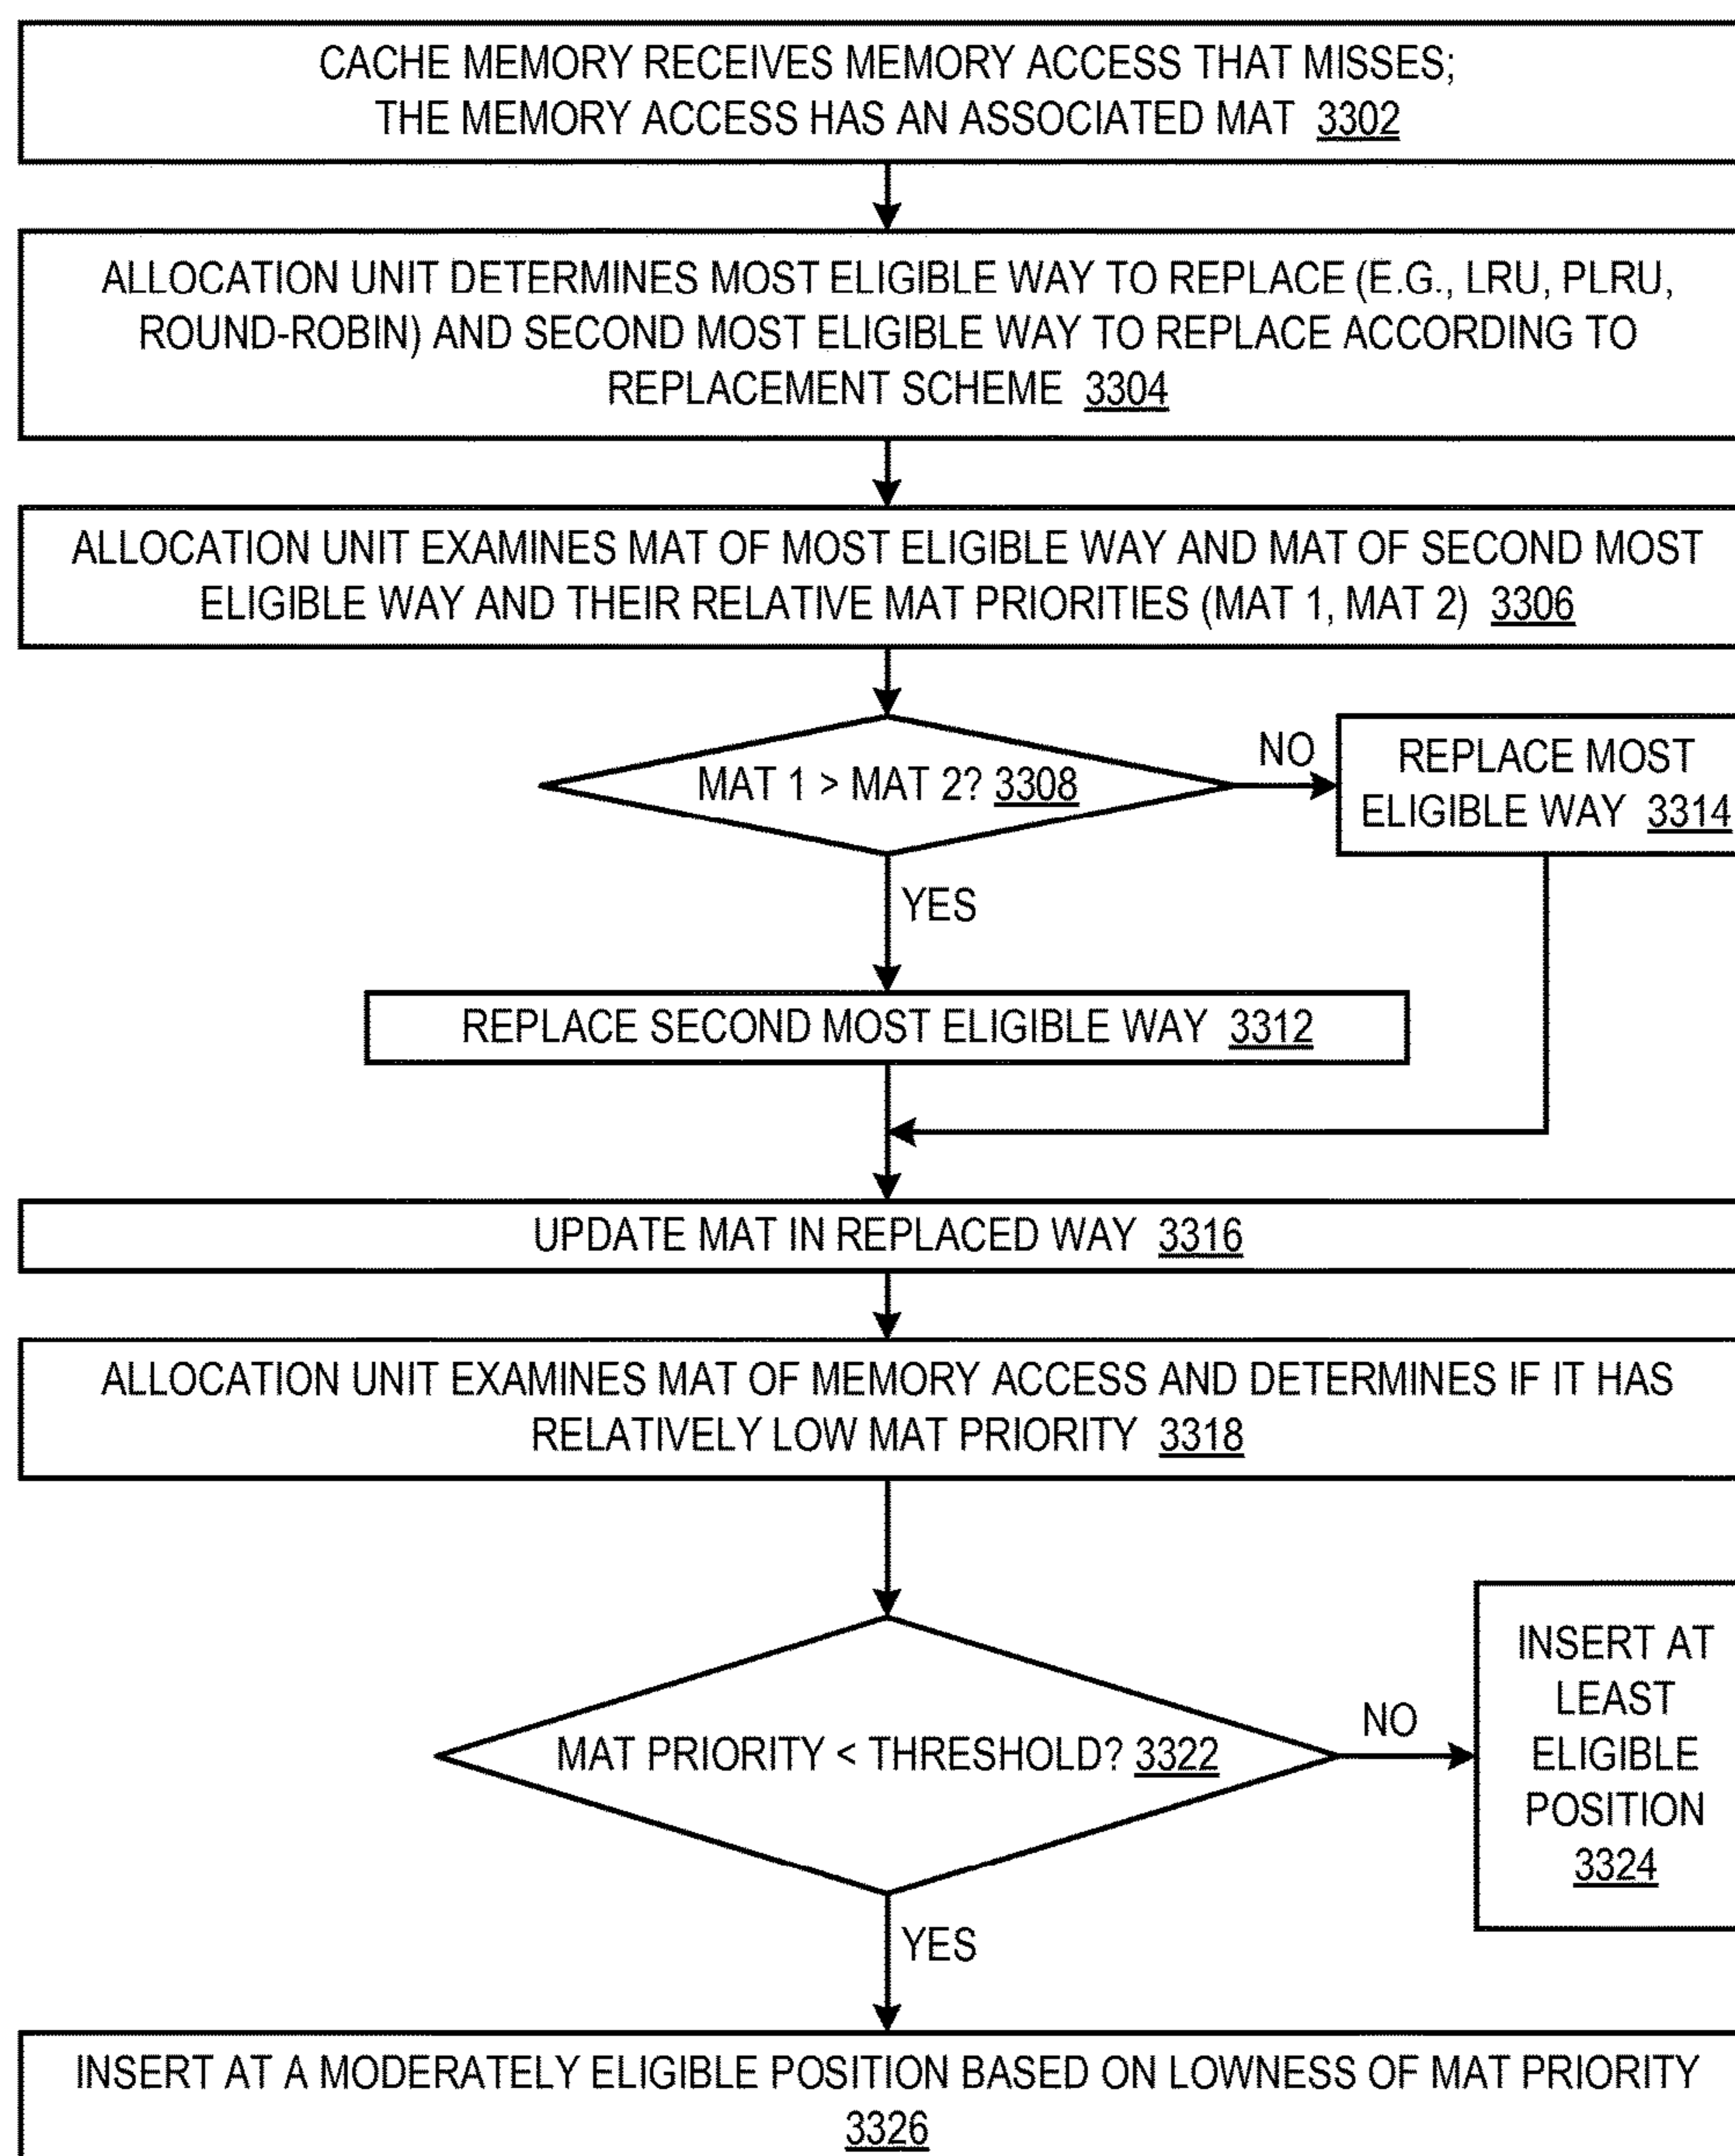 CACHE MEMORY RECEIVES MEMORY ACCESS THAT MISSES;
THE MEMORY ACCESS HAS AN ASSOCIATED MAT 3302
ALLOCATION UNIT DETERMINES MOST ELIGIBLE WAY TO REPLACE (E.G., LRU, PLRU,
ROUND-ROBIN) AND SECOND MOST ELIGIBLE WAY TO REPLACE ACCORDING TO
REPLACEMENT SCHEME 3304
ALLOCATION UNIT EXAMINES MAT OF MOST ELIGIBLE WAY AND MAT OF SECOND MOST
ELIGIBLE WAY AND THEIR RELATIVE MAT PRIORITIES (MAT 1, MAT 2) 3306
MAT 1 > MAT 2? 3308
NO
REPLACE MOST
ELIGIBLE WAY 3314
YES
REPLACE SECOND MOST ELIGIBLE WAY 3312
UPDATE MAT IN REPLACED WAY 3316
ALLOCATION UNIT EXAMINES MAT OF MEMORY ACCESS AND DETERMINES IF IT HAS
RELATIVELY LOW MAT PRIORITY 3318
MAT PRIORITY < THRESHOLD? 3322
NO
INSERT AT
LEAST
ELIGIBLE
POSITION
3324
YES
INSERT AT A MODERATELY ELIGIBLE POSITION BASED ON LOWNESS OF MAT PRIORITY
3326